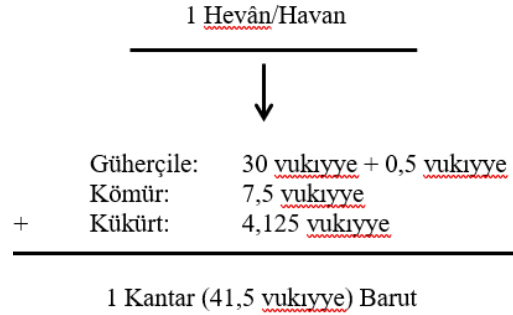 1 Hevân/Havan
Güherçile: 30 vukıyye + 0,5 vukıyye
Kömür: 7,5 vukıyye
+ Kükürt: 4,125 vukıyye
1 Kantar (41,5 vukıyye) Barut